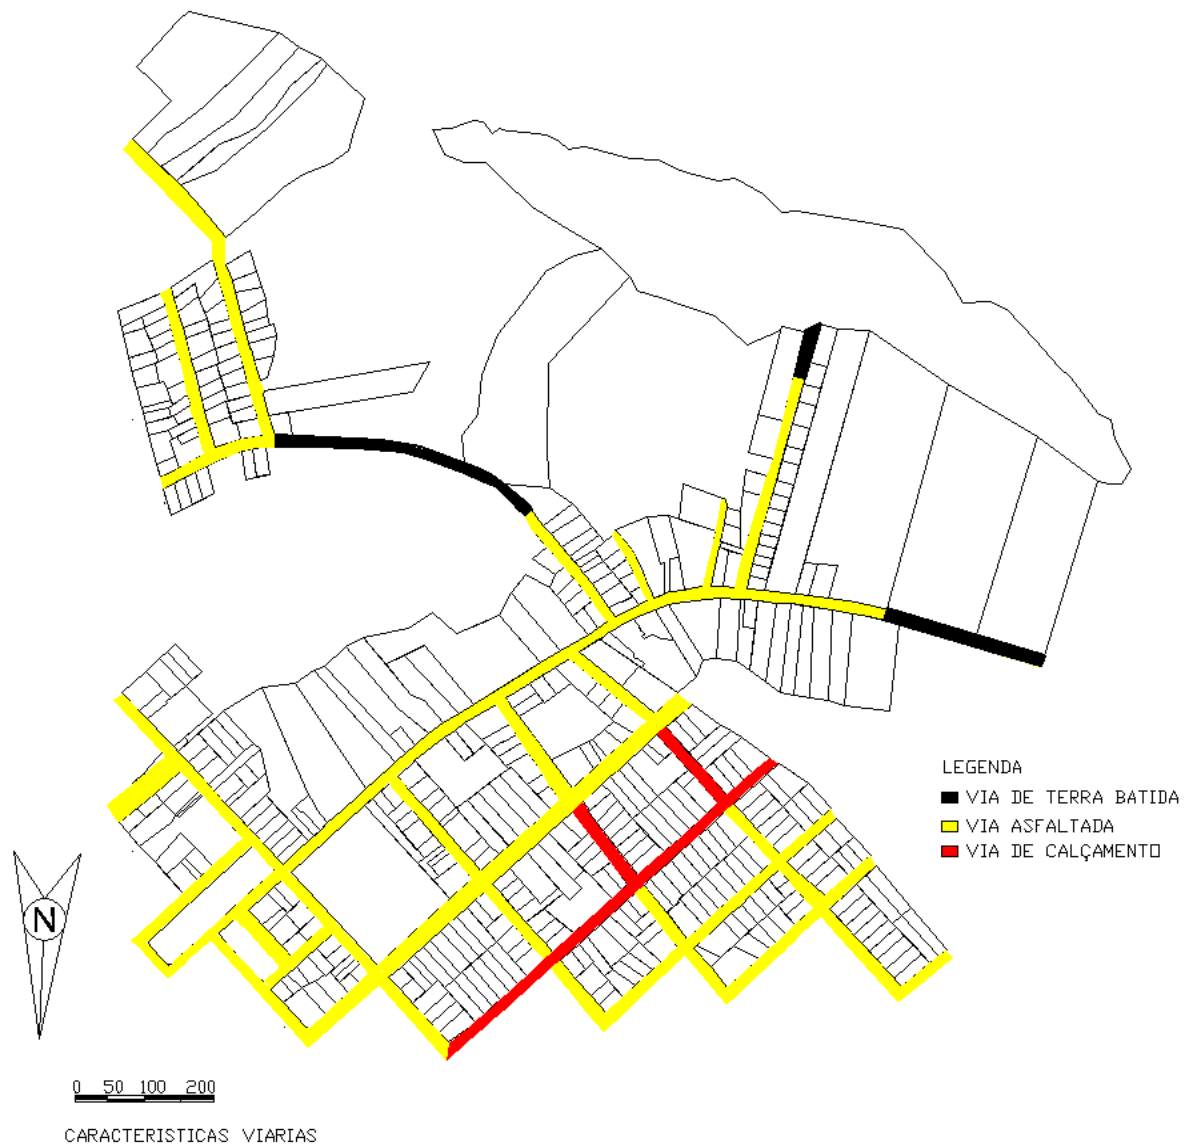 LEGENDA
VIA DE TERRA BATIDA
VIA ASFALTADA
VIA DE CALÇAMENTO
N
0 50 100 200
CARACTERISTICAS VIARIAS